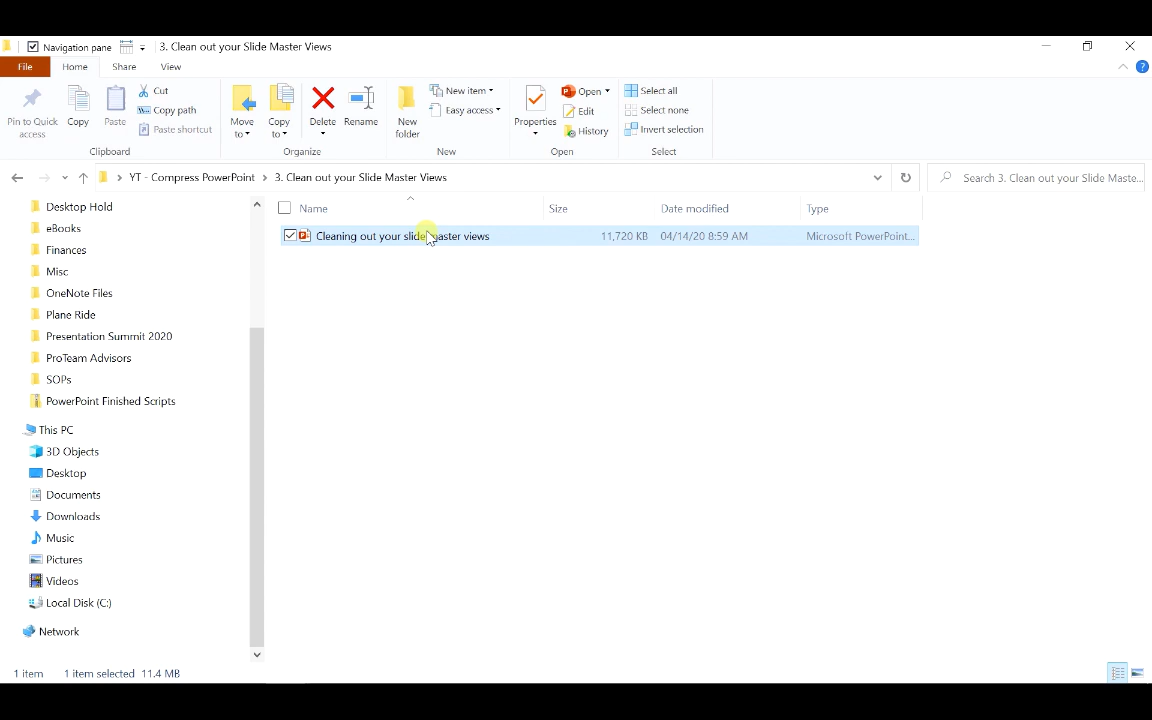 Navigation pane 3. Clean out your Slide Master Views
File Home Share View
Pin to Quick access
Copy
Paste
Cut
Copy path
Paste shortcut
Clipboard
Move to
Copy to
Delete
Rename
Organize
New folder
New item
Easy access
New
Properties
Open
Edit
History
Open
Select all
Select none
Invert selection
Select
YT - Compress PowerPoint > 3. Clean out your Slide Master Views
Search 3. Clean out your Slide Maste...
Name Size Date modified Type
Cleaning out your slide master views 11,720 KB 04/14/20 8:59 AM Microsoft PowerPoint...
Desktop Hold
eBooks
Finances
Misc
OneNote Files
Plane Ride
Presentation Summit 2020
ProTeam Advisors
SOPs
PowerPoint Finished Scripts
This PC
3D Objects
Desktop
Documents
Downloads
Music
Pictures
Videos
Local Disk (C:)
Network
1 item 1 item selected 11.4 MB